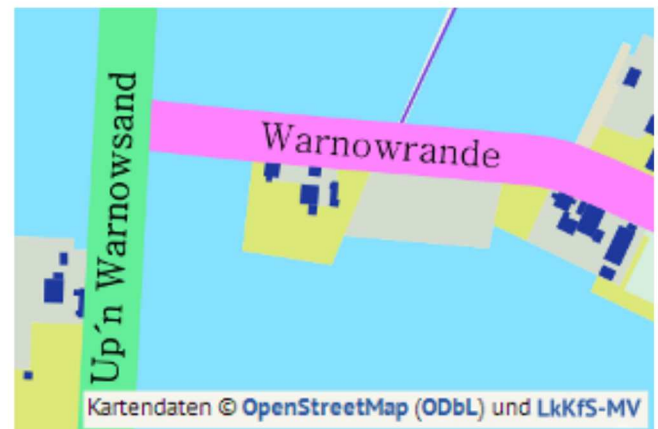 Up´n Warnowsand
Warnowrande
Kartendaten © OpenStreetMap (ODbL) und LkKfS-MV